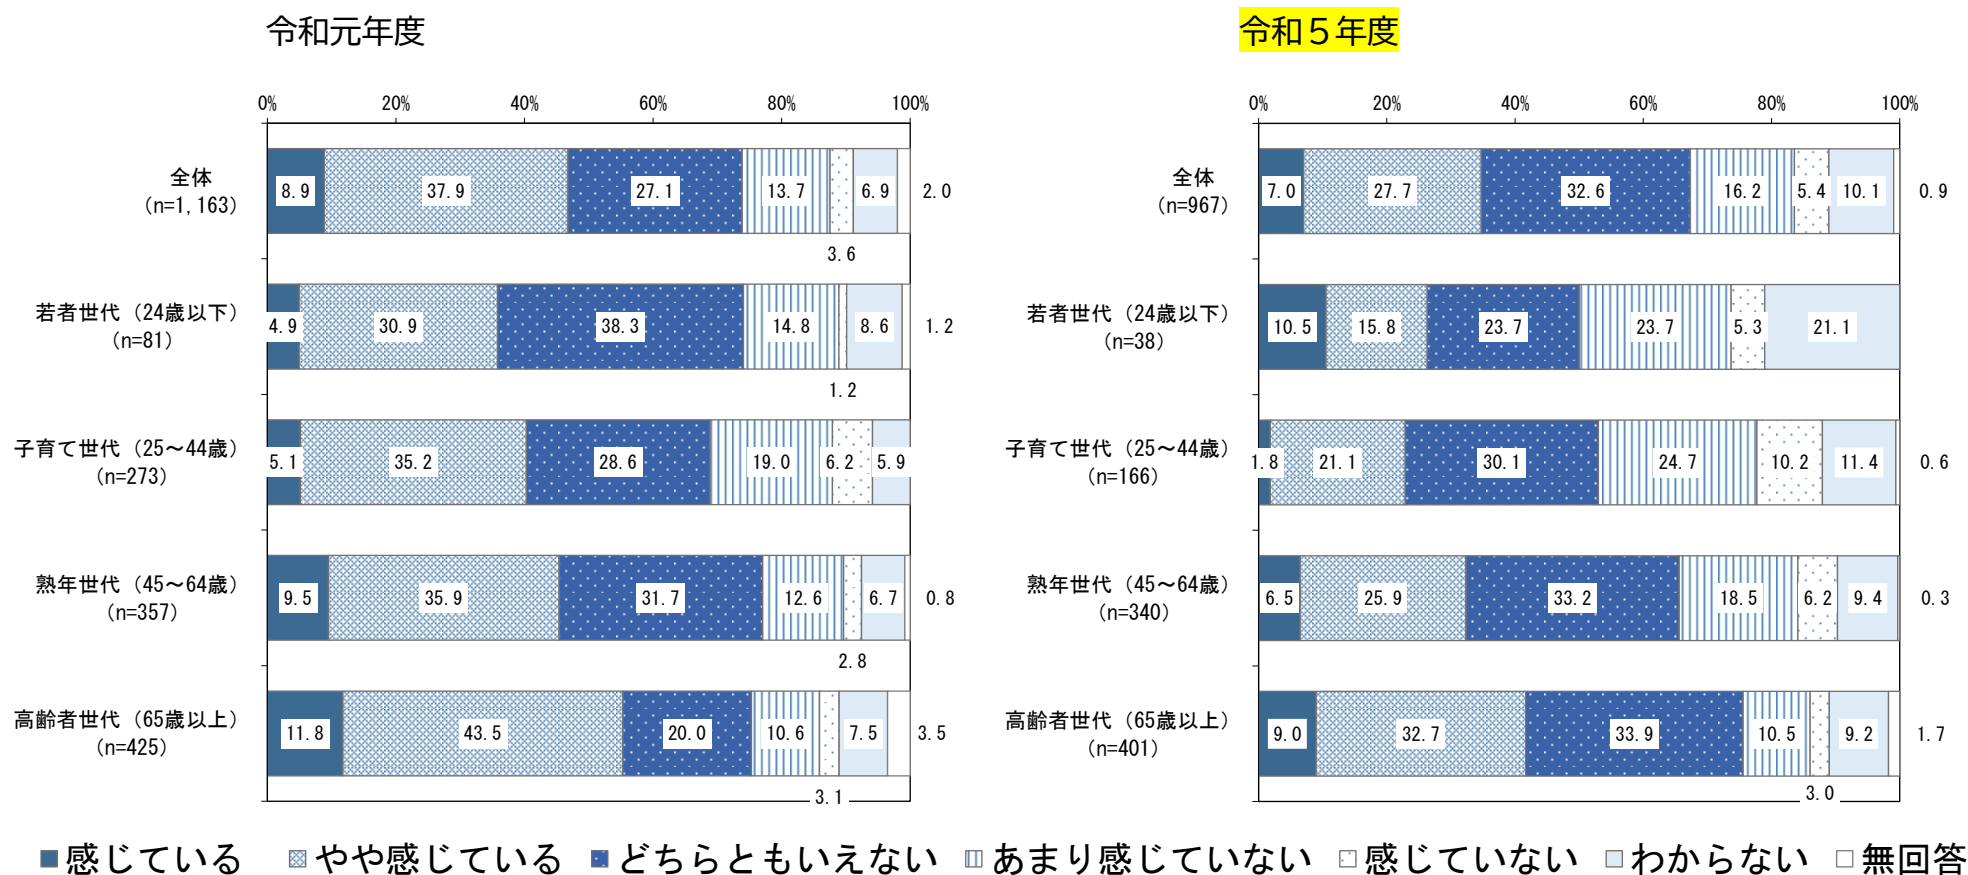 令和元年度
0% 20% 40% 60% 80% 100%
全体
(n=1,163)
8.9 37.9 27.1 13.7 6.9 2.0
3.6
若者世代（24歳以下）
(n=81)
4.9 30.9 38.3 14.8 8.6 1.2
1.2
子育て世代（25～44歳）
(n=273)
5.1 35.2 28.6 19.0 6.2 5.9
熟年世代（45～64歳）
(n=357)
9.5 35.9 31.7 12.6 6.7 0.8
2.8
高齢者世代（65歳以上）
(n=425)
11.8 43.5 20.0 10.6 7.5 3.5
3.1
令和５年度
0% 20% 40% 60% 80% 100%
全体
(n=967)
7.0 27.7 32.6 16.2 5.4 10.1 0.9
若者世代（24歳以下）
(n=38)
10.5 15.8 23.7 23.7 5.3 21.1
子育て世代（25～44歳）
(n=166)
1.8 21.1 30.1 24.7 10.2 11.4 0.6
熟年世代（45～64歳）
(n=340)
6.5 25.9 33.2 18.5 6.2 9.4 0.3
高齢者世代（65歳以上）
(n=401)
9.0 32.7 33.9 10.5 9.2 1.7
3.0
感じている やや感じている どちらともいえない あまり感じていない 感じていない わからない 無回答